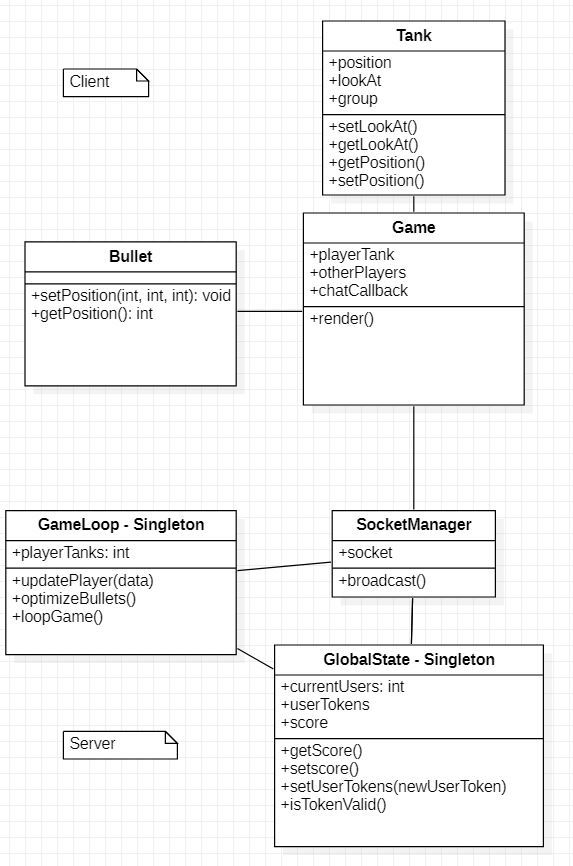 Tank
+position
+lookAt
+group
+setLookAt()
+getLookAt()
+getPosition()
+setPosition()
Client
Game
+playerTank
+otherPlayers
+chatCallback
+render()
Bullet
+setPosition(int, int, int): void
+getPosition(): int
GameLoop - Singleton
+playerTanks: int
+updatePlayer(data)
+optimizeBullets()
+loopGame()
SocketManager
+socket
+broadcast()
GlobalState - Singleton
+currentUsers: int
+userTokens
+score
+getScore()
+setscore()
+setUserTokens(newUserToken)
+isTokenValid()
Server